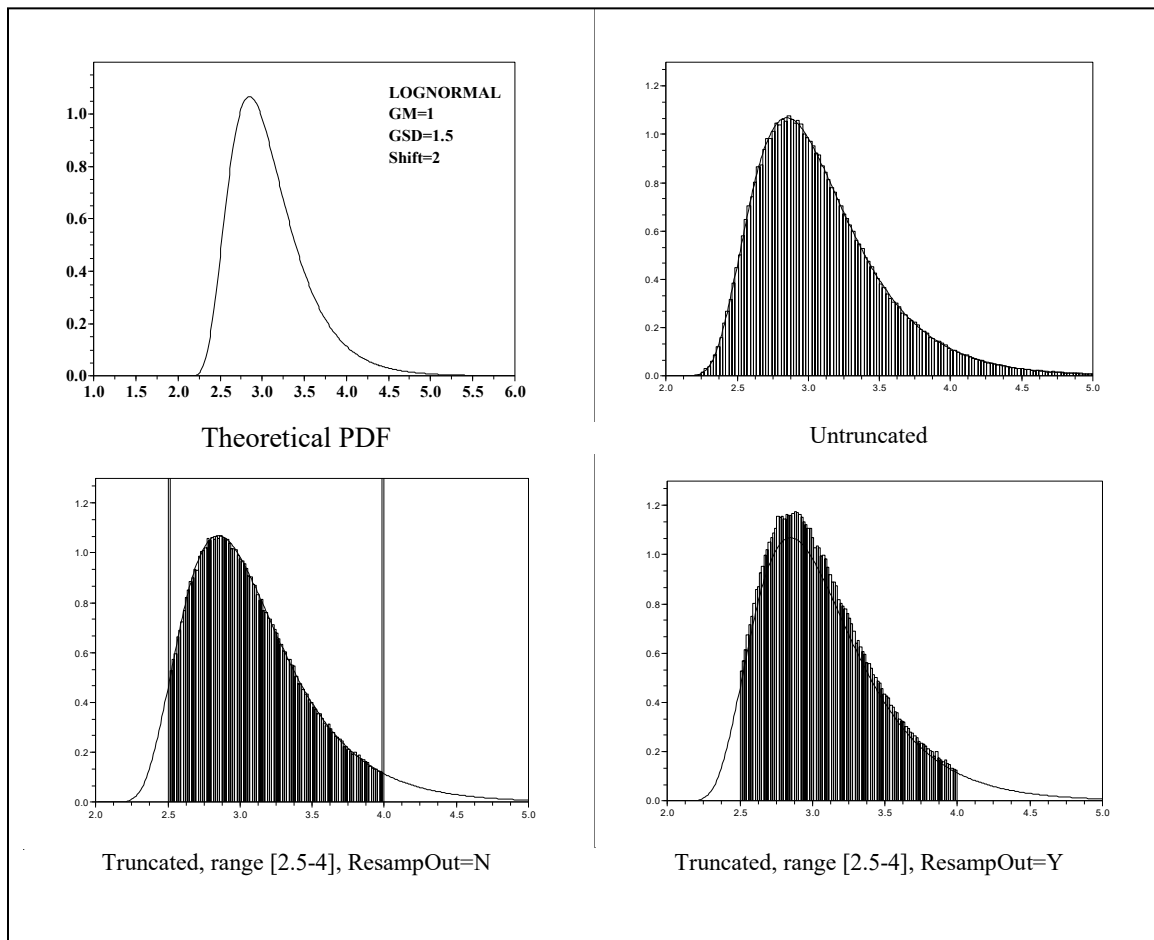 LOGNORMAL
GM=1
GSD=1.5
Shift=2
1.0
0.8
0.6
0.4
0.2
0.0
1.0 1.5 2.0 2.5 3.0 3.5 4.0 4.5 5.0 5.5 6.0
Theoretical PDF
1.2
1.0
0.8
0.6
0.4
0.2
0.0
2.0 2.5 3.0 3.5 4.0 4.5 5.0
Untruncated
1.2
1.0
0.8
0.6
0.4
0.2
0.0
2.0 2.5 3.0 3.5 4.0 4.5 5.0
Truncated, range [2.5-4], ResampOut=N
1.2
1.0
0.8
0.6
0.4
0.2
0.0
2.0 2.5 3.0 3.5 4.0 4.5 5.0
Truncated, range [2.5-4], ResampOut=Y